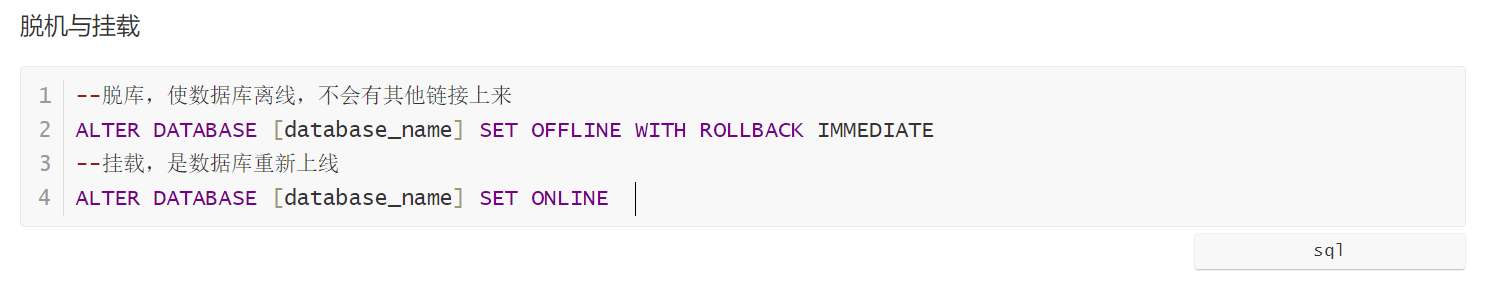 脱机与挂载
1 --脱库，使数据库离线，不会有其他链接上来
2 ALTER DATABASE [database_name] SET OFFLINE WITH ROLLBACK IMMEDIATE
3 --挂载，是数据库重新上线
4 ALTER DATABASE [database_name] SET ONLINE
sql